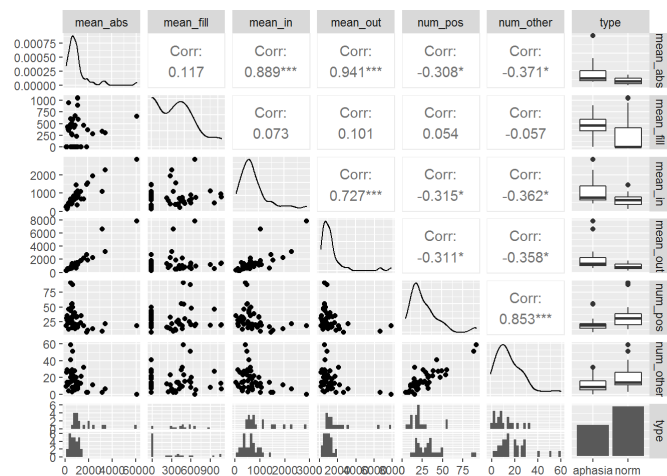 mean_abs mean_fill mean_in mean_out num_pos num_other type
0.00075
0.00050
0.00025
0.00000
Corr:
0.117
Corr:
0.889***
Corr:
0.941***
Corr:
-0.308*
Corr:
-0.371*
mean_abs
1000
750
500
250
0
Corr:
0.073
Corr:
0.101
Corr:
0.054
Corr:
-0.057
mean_fill
2000
1000
0
Corr:
0.727***
Corr:
-0.315*
Corr:
-0.362*
mean_in
8000
6000
4000
2000
0
Corr:
-0.311*
Corr:
-0.358*
mean_out
75
50
25
Corr:
0.853***
num_pos
60
40
20
0
num_other
6
4
2
0
6
4
2
0
type
0 2000 4000 6000 0 300 600 900 0 1000 2000 3000 0 2000 4000 6000 8000 0 25 50 75 0 20 40 60 aphasia norm